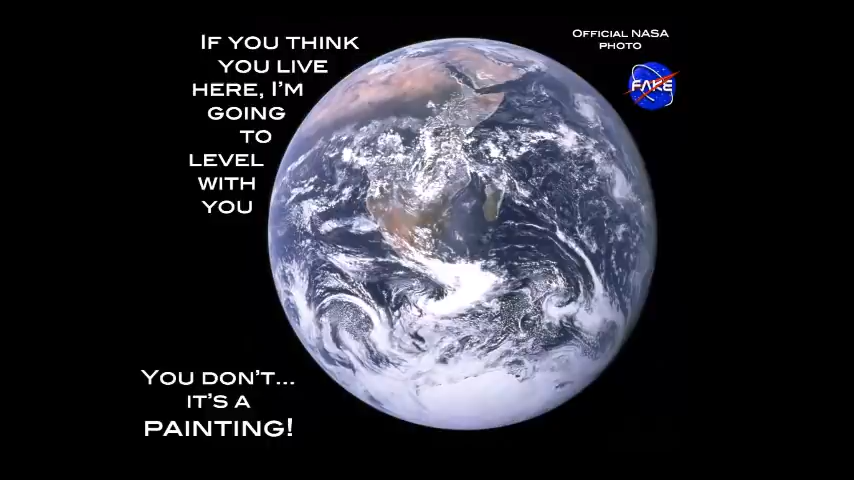 IF YOU THINK
YOU LIVE
HERE, I'M
GOING
TO
LEVEL
WITH
YOU
OFFICIAL NASA
PHOTO
FAKE
YOU DON'T...
IT'S A
PAINTING!